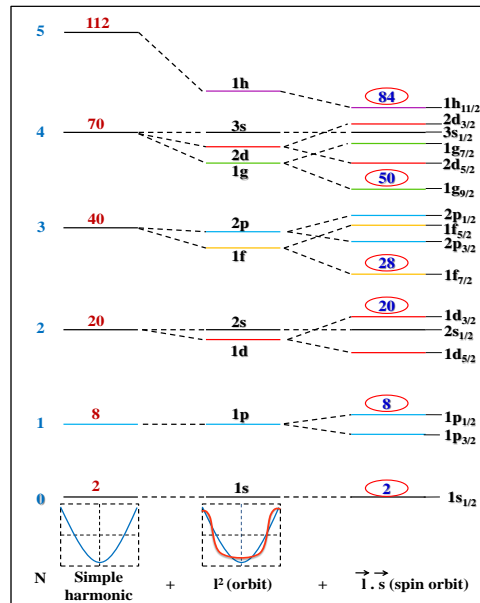 5 112
1h
84
1h11/2
2d3/2
4 70 3s 3s1/2
1g7/2
2d
2d5/2
1g
50
1g9/2
3 40 2p 2p1/2
1f5/2
2p3/2
1f
28
1f7/2
20
1d3/2
2 20 2s 2s1/2
1d
1d5/2
8
1 8 1p 1p1/2
1p3/2
0 2 1s 2 1s1/2
N Simple harmonic + l² (orbit) + l . s (spin orbit)